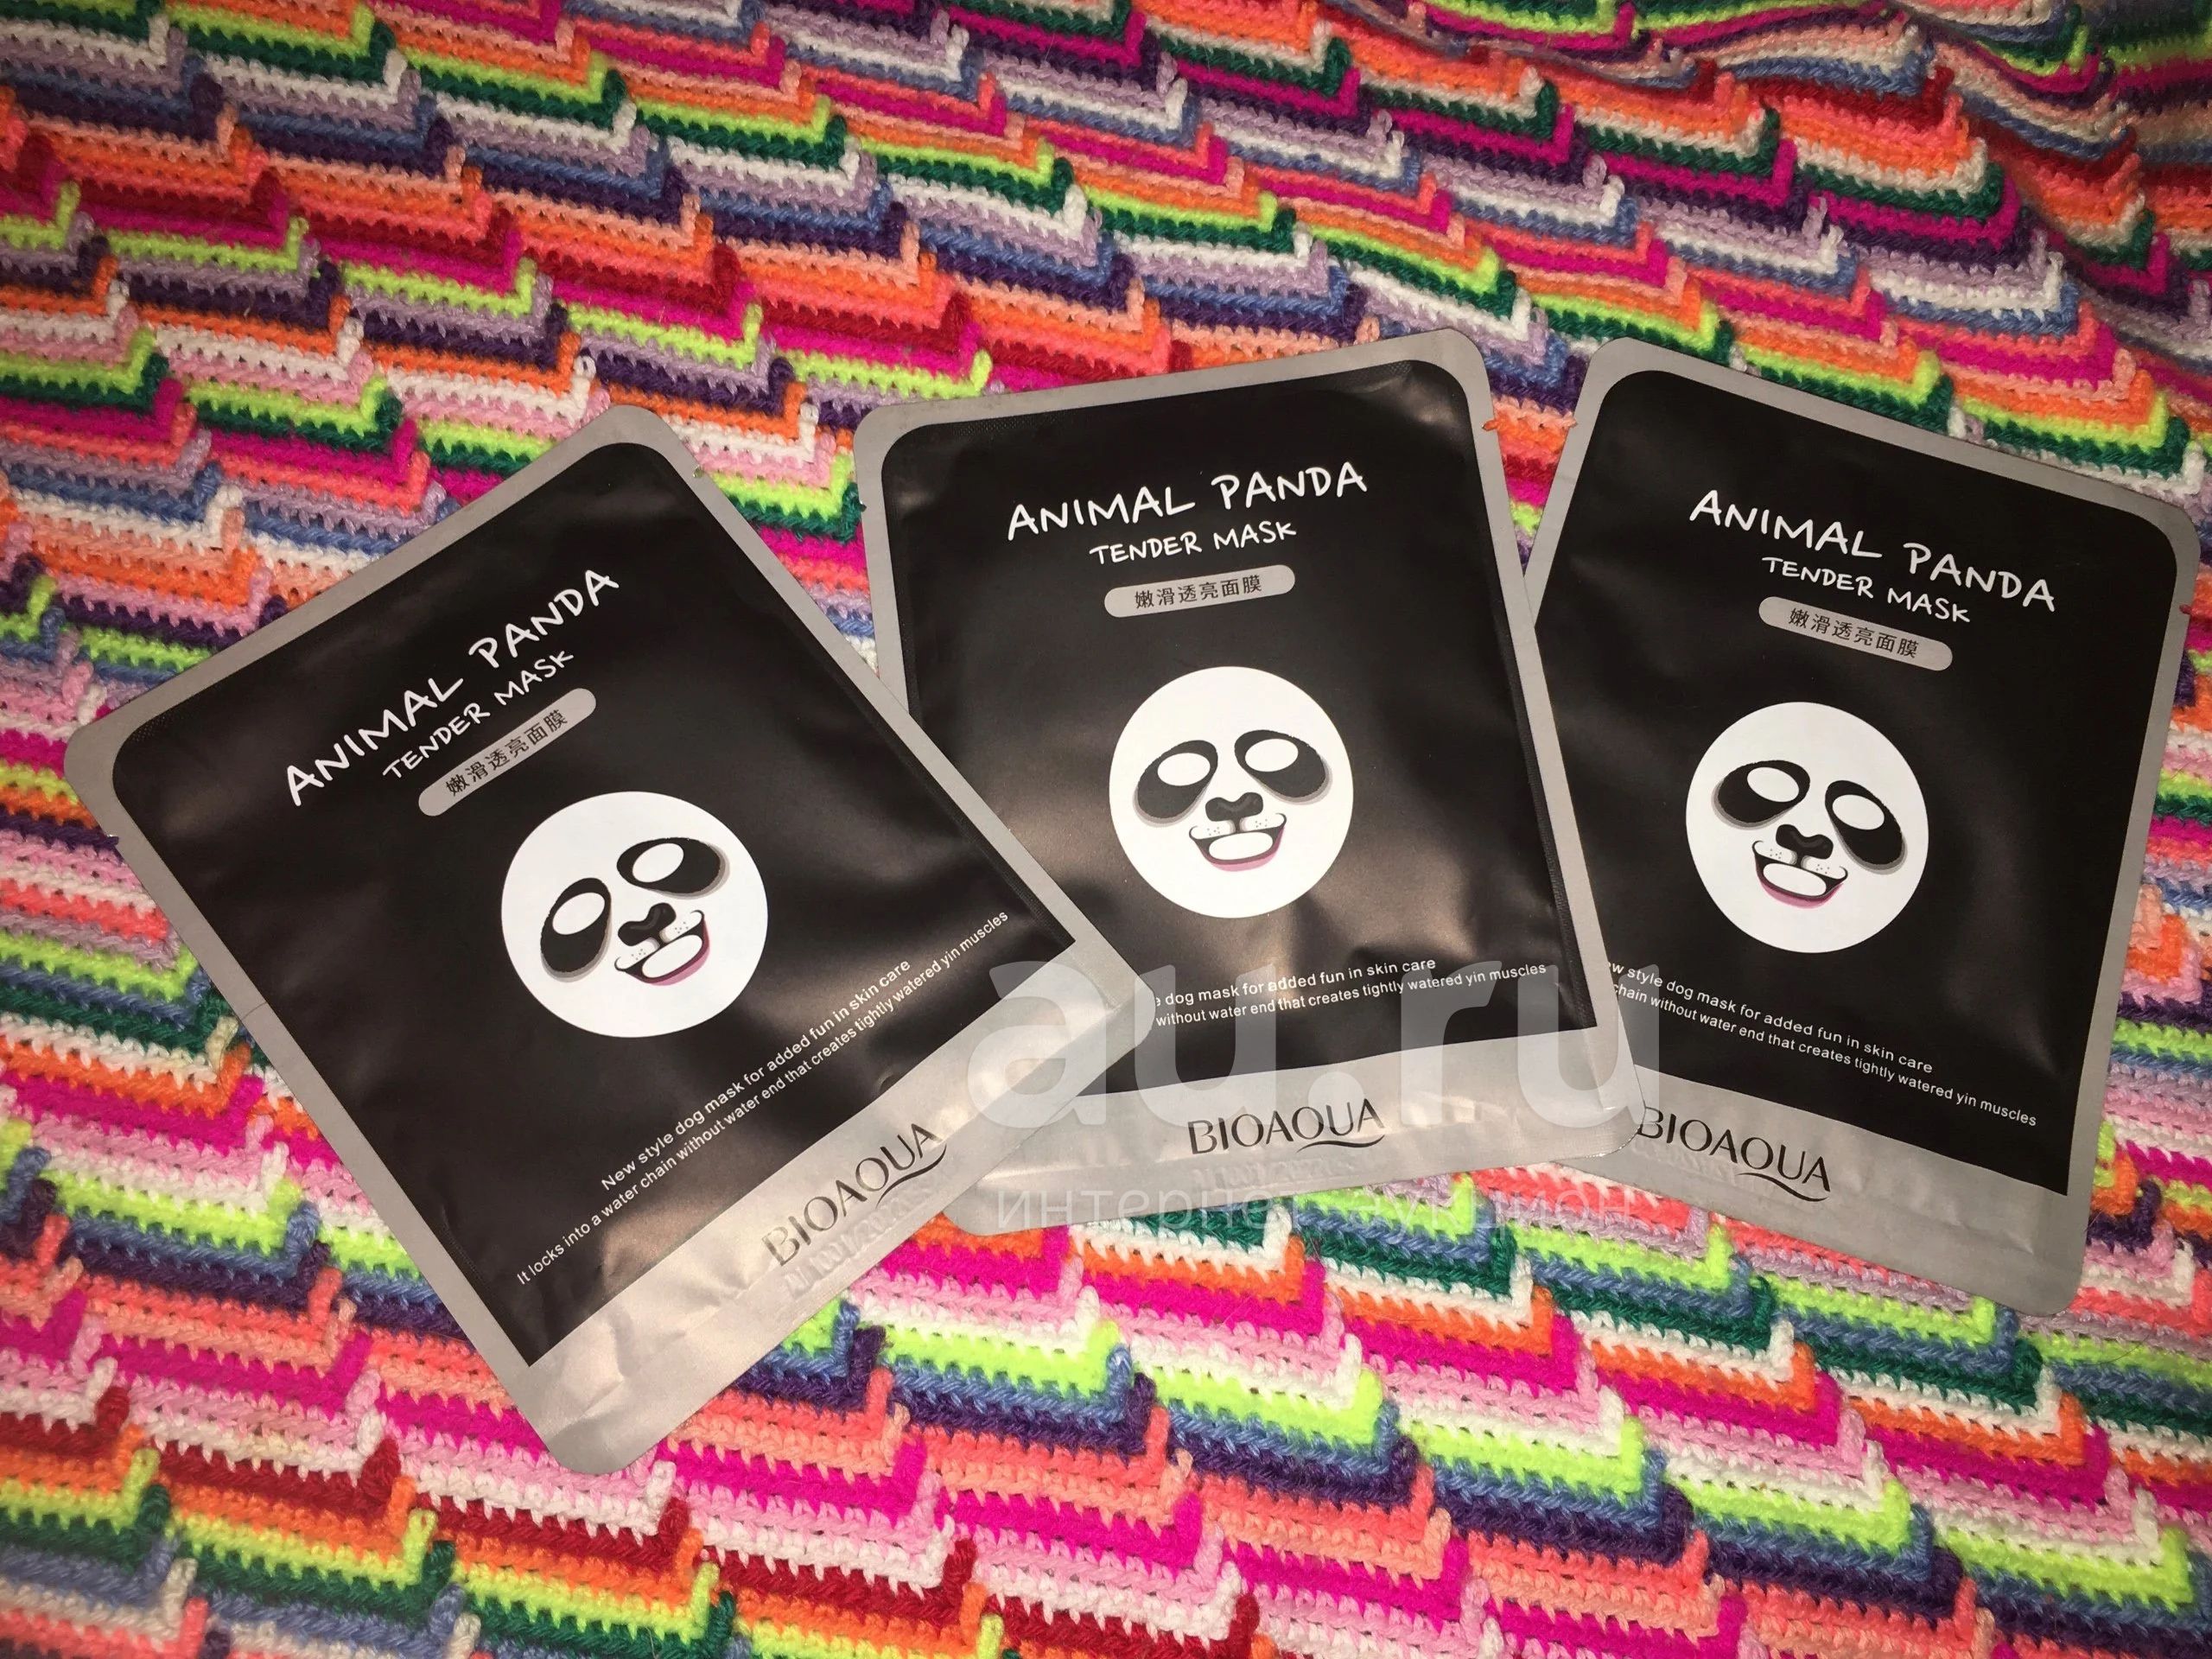 ANIMAL PANDA
TENDER MASK
嫩滑透亮面膜
New style dog mask for added fun in skin care
It locks into a water chain without water end that creates tightly watered yin muscles
BIOAQUA
ANIMAL PANDA
TENDER MASK
嫩滑透亮面膜
dog mask for added fun in skin care
without water end that creates tightly watered yin muscles
BIOAQUA
ANIMAL PANDA
TENDER MASK
嫩滑透亮面膜
style dog mask for added fun in skin care
chain without water end that creates tightly watered yin muscles
BIOAQUA
au.ru
интернет аукцион